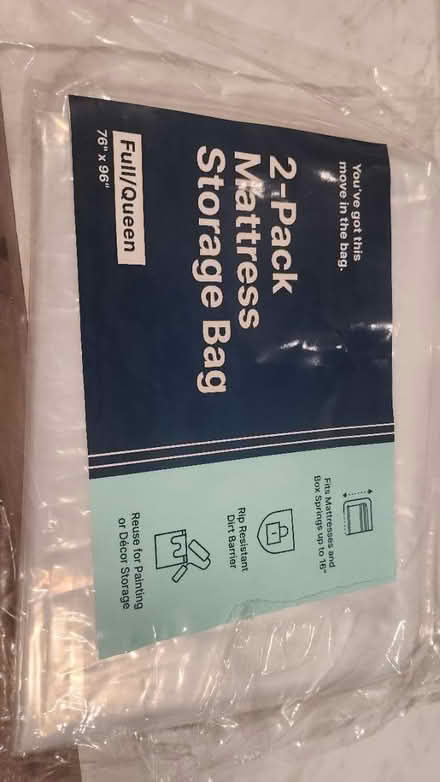 You've got this
move in the bag.
2-Pack
Mattress
Storage Bag
Full/Queen
76" x 96"
Fits Mattresses and
Box Springs up to 16"
Rip Resistant
Dirt Barrier
Reuse for Painting
or Décor Storage